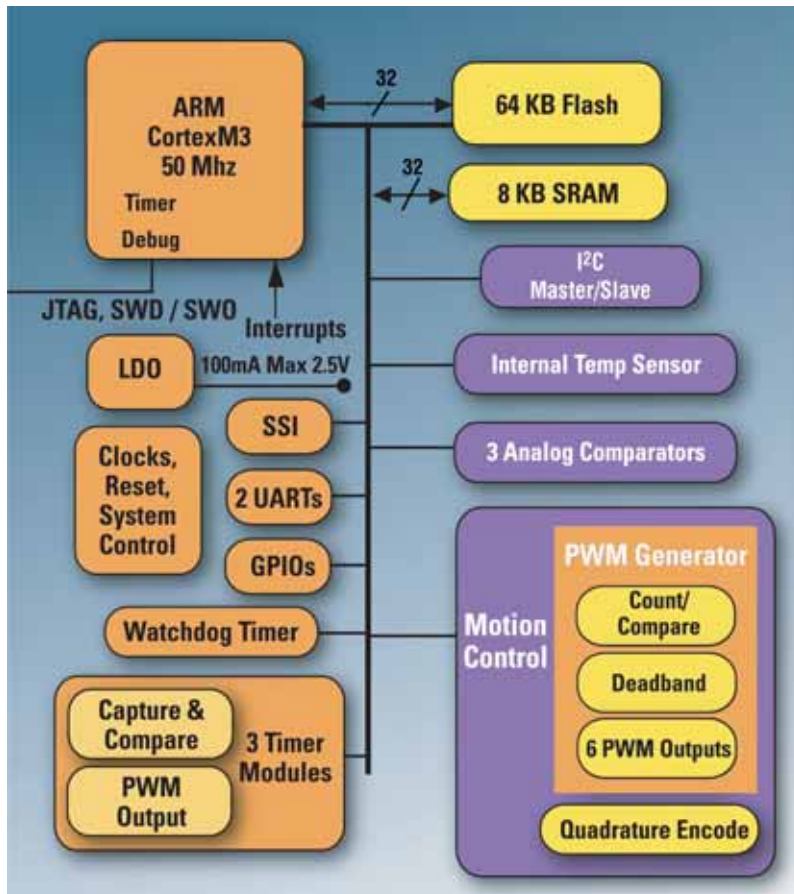 ARM
CortexM3
50 Mhz
Timer
Debug
32
64 KB Flash
32
8 KB SRAM
JTAG, SWD / SWO
Interrupts
I²C
Master/Slave
LDO
100mA Max 2.5V
Internal Temp Sensor
SSI
3 Analog Comparators
Clocks,
Reset,
System
Control
2 UARTs
GPIOs
Watchdog Timer
Motion
Control
PWM Generator
Count/
Compare
Deadband
6 PWM Outputs
Quadrature Encode
Capture &
Compare
PWM
Output
3 Timer
Modules